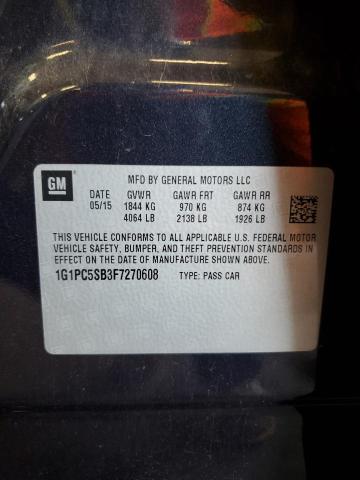 GM
MFD BY GENERAL MOTORS LLC
DATE GVWR GAWR FRT GAWR RR
05/15 1844 KG 970 KG 874 KG
4064 LB 2138 LB 1926 LB
THIS VEHICLE CONFORMS TO ALL APPLICABLE U.S. FEDERAL MOTOR
VEHICLE SAFETY, BUMPER, AND THEFT PREVENTION STANDARDS IN
EFFECT ON THE DATE OF MANUFACTURE SHOWN ABOVE.
1G1PC5SB3F7270608 TYPE: PASS CAR